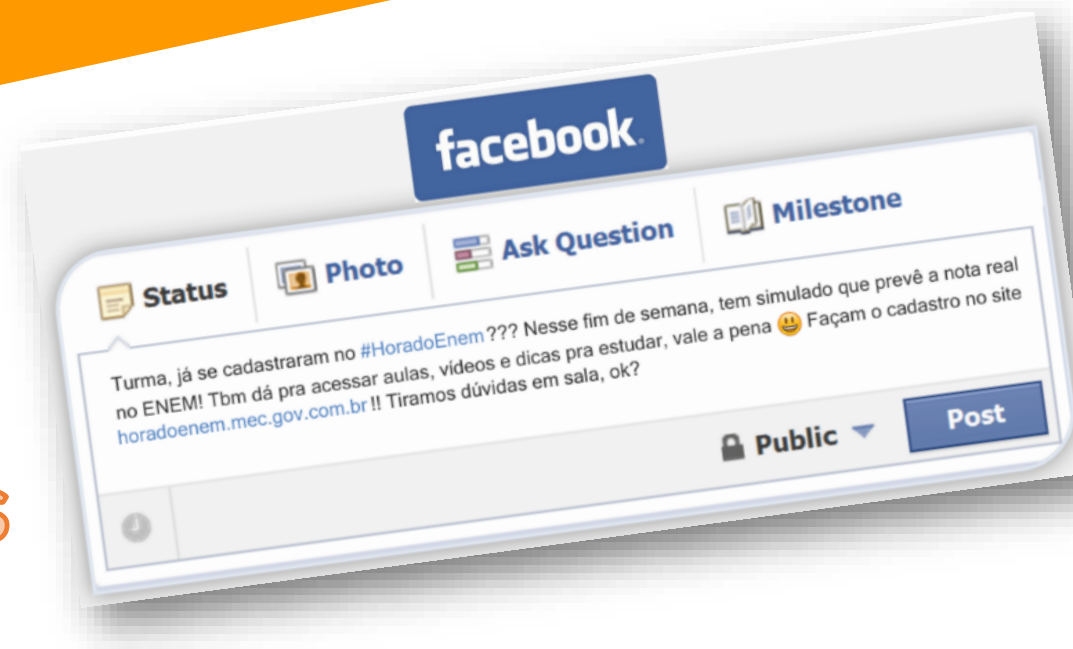 facebook
Status Photo Ask Question Milestone
Turma, já se cadastraram no #HoradoEnem??? Nesse fim de semana, tem simulado que prevê a nota real
no ENEM! Tbm dá pra acessar aulas, vídeos e dicas pra estudar, vale a pena 😃 Façam o cadastro no site
horadoenem.mec.gov.com.br!! Tiramos dúvidas em sala, ok?
Public Post
s